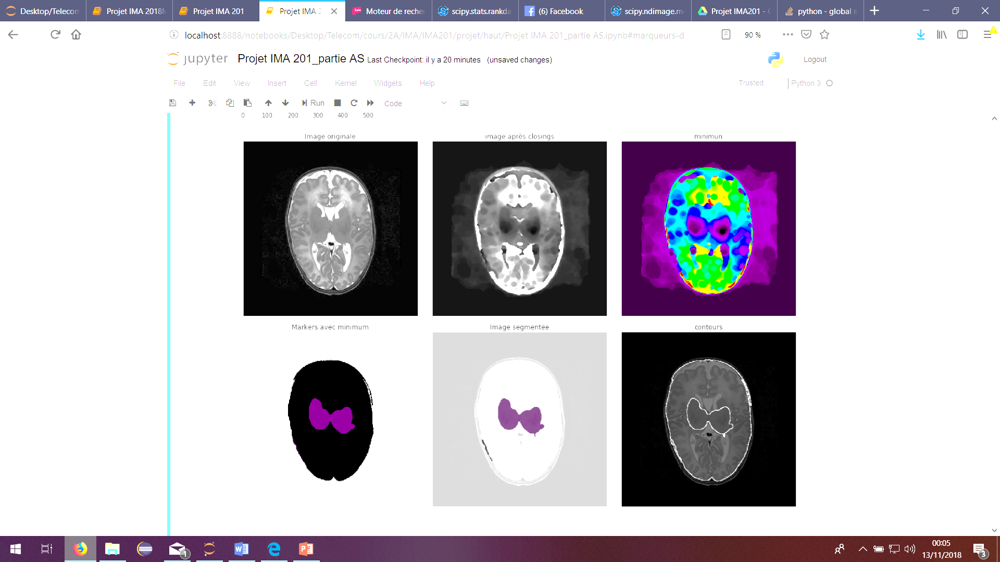 Desktop/Telecom
Projet IMA 2018
Projet IMA 201
Projet IMA 2
Moteur de recher
scipy.stats.rankda
(6) Facebook
scipy.ndimage.m
Projet IMA201 -
python - global
localhost:8888/notebooks/Desktop/Telecom/cours/2A/IMA/IMA201/projet/haut/Projet IMA 201_partie AS.ipynb#marqueurs-d
90 %
jupyter Projet IMA 201_partie AS Last Checkpoint: il y a 20 minutes (unsaved changes)
Logout
File Edit View Insert Cell Kernel Widgets Help
Trusted
Python 3
Run
Code
0 100 200 300 400 500
Image originale
image après closings
minimun
Markers avec minimum
Image segmentée
contours
1
00:05
13/11/2018
3